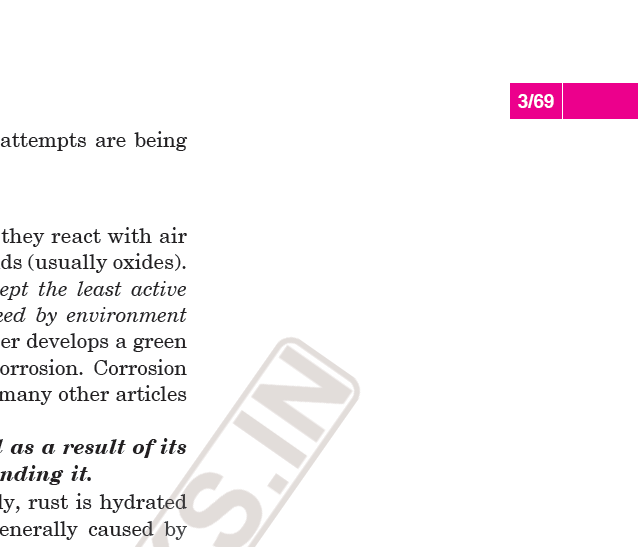 3/69
attempts are being
they react with air
ds (usually oxides).
ept the least active
ed by environment
er develops a green
orrosion. Corrosion
many other articles
as a result of its
nding it.
ly, rust is hydrated
enerally caused by
S.IN